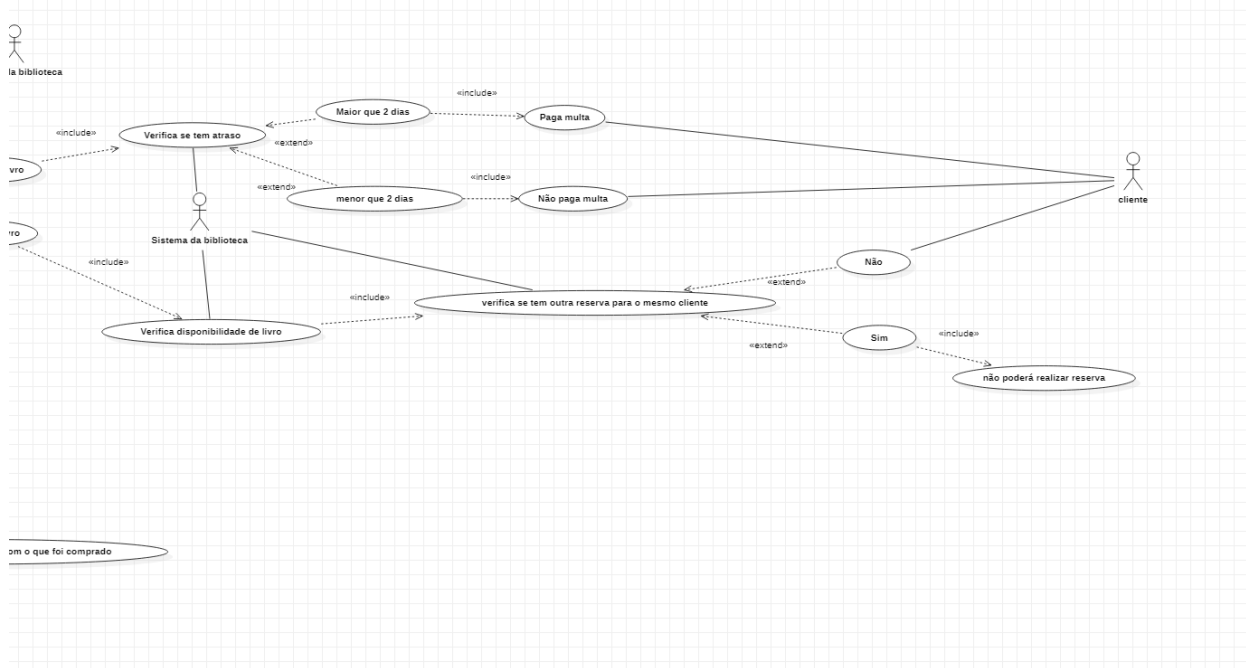 da biblioteca
«include»
Maior que 2 dias
Paga multa
«include»
Verifica se tem atraso
«extend»
vro
«include»
«extend»
menor que 2 dias
Não paga multa
cliente
vro
Sistema da biblioteca
«include»
Não
«extend»
«include»
verifica se tem outra reserva para o mesmo cliente
Verifica disponibilidade de livro
«extend»
Sim
«include»
não poderá realizar reserva
om o que foi comprado